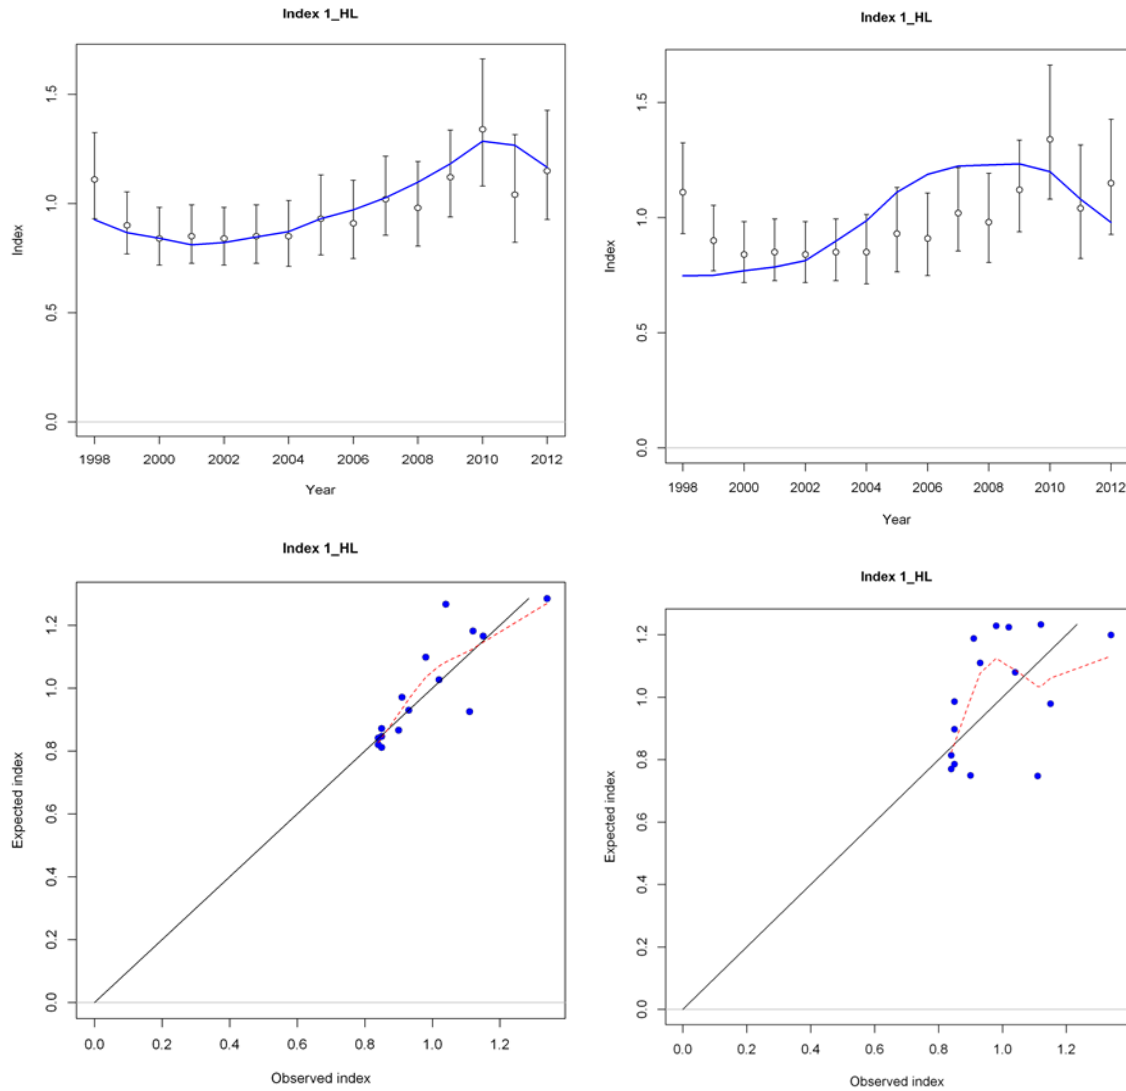 Index 1_HL
Index
1.5
1.0
0.5
0.0
1998 2000 2002 2004 2006 2008 2010 2012
Year
Index 1_HL
Index
1.5
1.0
0.5
0.0
1998 2000 2002 2004 2006 2008 2010 2012
Year
Index 1_HL
Expected index
1.2
1.0
0.8
0.6
0.4
0.2
0.0
0.0 0.2 0.4 0.6 0.8 1.0 1.2
Observed index
Index 1_HL
Expected index
1.2
1.0
0.8
0.6
0.4
0.2
0.0
0.0 0.2 0.4 0.6 0.8 1.0 1.2
Observed index